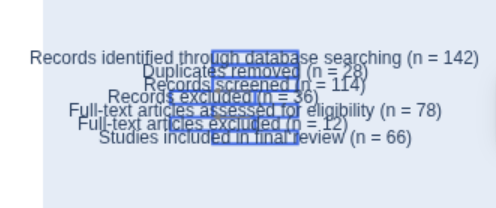 Records identified through database searching (n = 142)
Duplicates removed (n = 28)
Records screened (n = 114)
Records excluded (n = 36)
Full-text articles assessed for eligibility (n = 78)
Full-text articles excluded (n = 12)
Studies included in final review (n = 66)